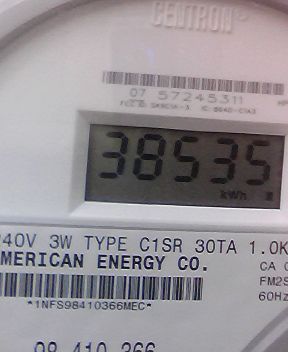 CENTRON®
07 57245311
38535
kWh
240V 3W TYPE C1SR 30TA 1.0K
AMERICAN ENERGY CO.
CA
FM2S
60Hz
*1NFS98410366MEC*
98 410 366